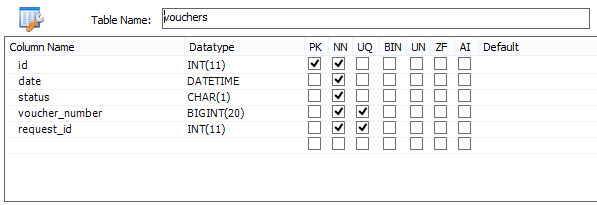 Table Name: vouchers
Column Name Datatype PK NN UQ BIN UN ZF AI Default
id INT(11)
date DATETIME
status CHAR(1)
voucher_number BIGINT(20)
request_id INT(11)